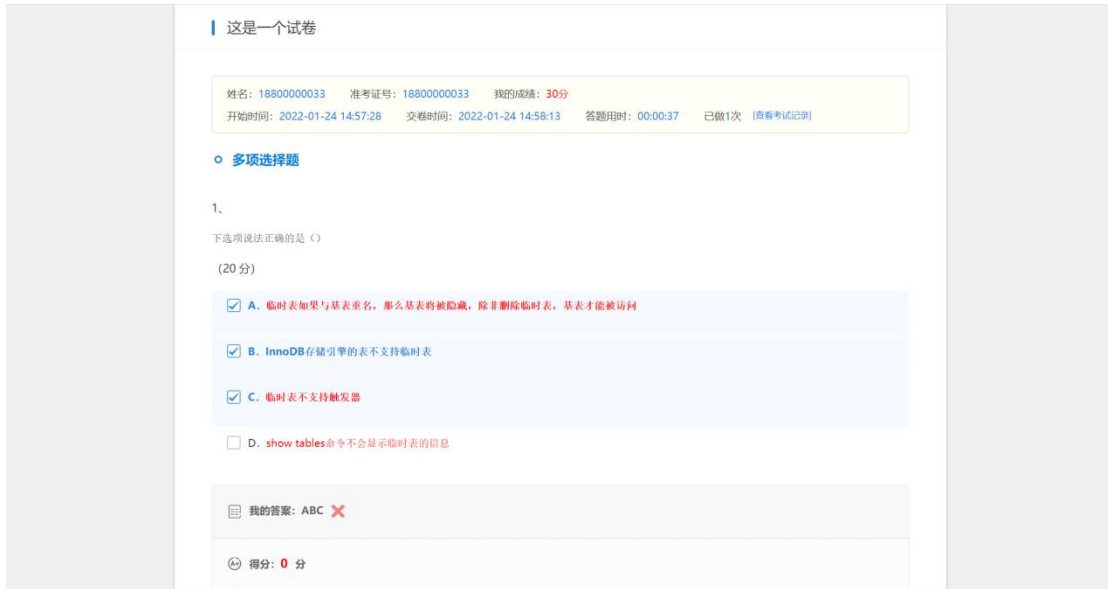 这是一个试卷
姓名：18800000033 准考证号：18800000033 我的成绩：30分
开始时间：2022-01-24 14:57:28 交卷时间：2022-01-24 14:58:13 答题用时：00:00:37 已做1次 [查看考试记录]
多项选择题
1、
下选项说法正确的是（）
(20 分)
A．临时表如果与基表重名，那么基表将被隐藏，除非删除临时表，基表才能被访问
B．InnoDB存储引擎的表不支持临时表
C．临时表不支持触发器
D．show tables命令不会显示临时表的信息
我的答案：ABC
A+ 得分：0 分